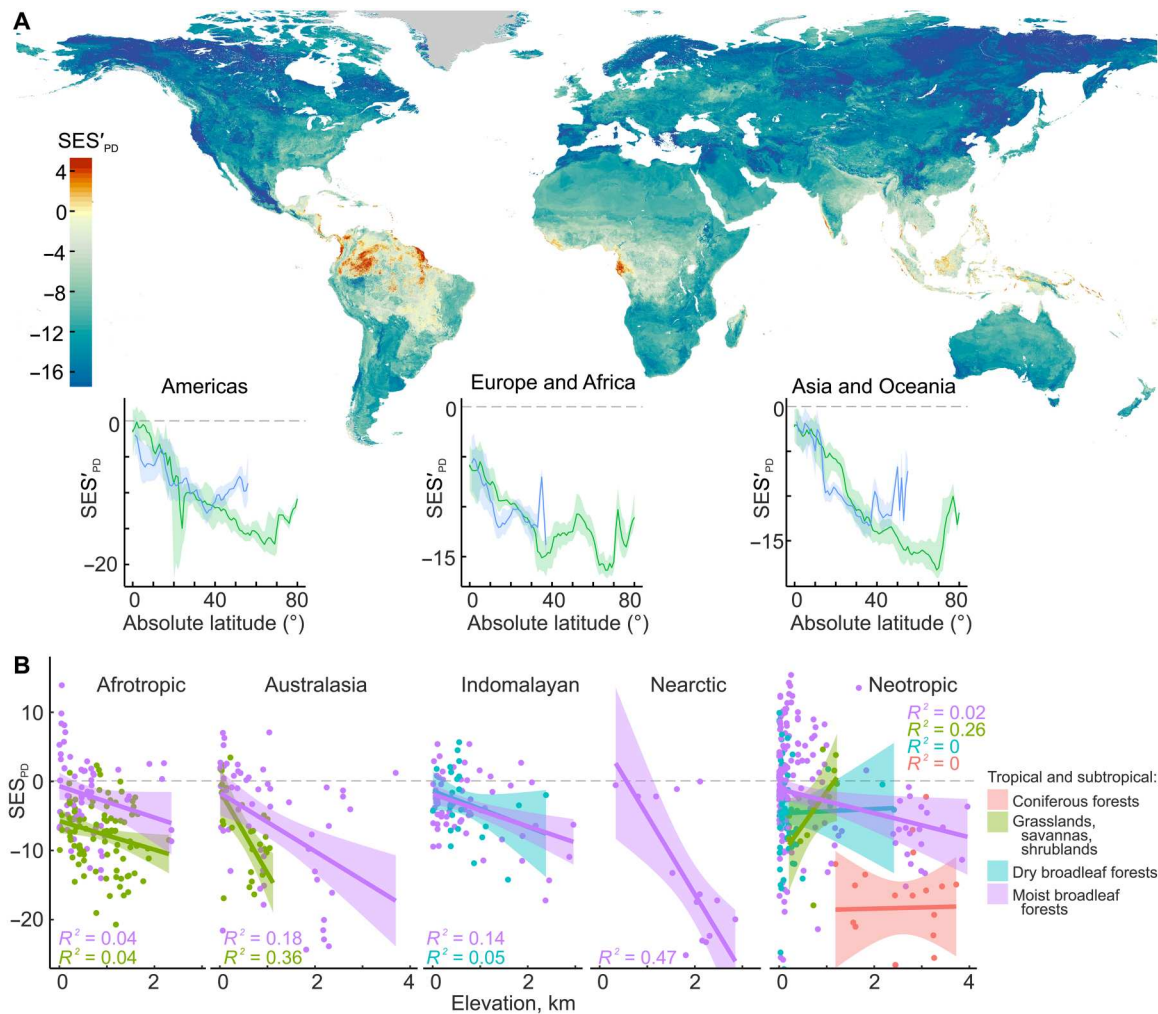 A
SES′PD
4
0
−4
−8
−12
−16
Americas
Europe and Africa
Asia and Oceania
SES′PD
0
−20
0 40 80
Absolute latitude (°)
SES′PD
0
−15
0 40 80
Absolute latitude (°)
SES′PD
0
−15
0 40 80
Absolute latitude (°)
B
SESPD
10
0
−10
−20
Afrotropic
R² = 0.04
R² = 0.04
0 2
Australasia
R² = 0.18
R² = 0.36
0 2
Indomalayan
R² = 0.14
R² = 0.05
0 2
Nearctic
R² = 0.47
0 2
Neotropic
R² = 0.02
R² = 0.26
R² = 0
R² = 0
0 2 4
Elevation, km
Tropical and subtropical:
Coniferous forests
Grasslands,
savannas,
shrublands
Dry broadleaf forests
Moist broadleaf
forests